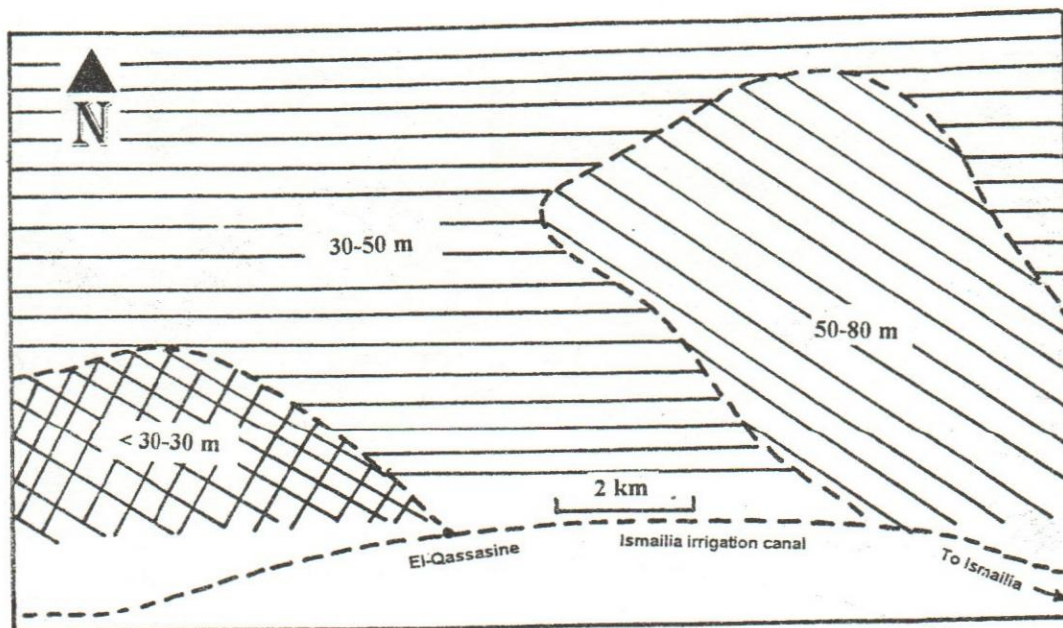 N
30-50 m
50-80 m
< 30-30 m
2 km
El-Qassasine
Ismailia irrigation canal
To Ismailia